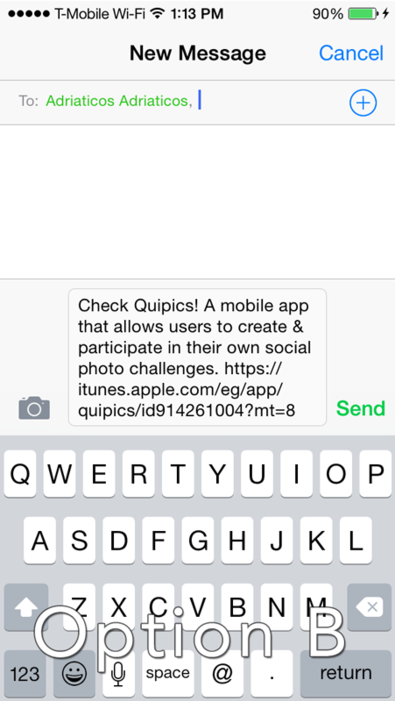 T-Mobile Wi-Fi 1:13 PM 90%
New Message Cancel
To: Adriaticos Adriaticos,
Check Quipics! A mobile app
that allows users to create &
participate in their own social
photo challenges. https://
itunes.apple.com/eg/app/
quipics/id914261004?mt=8
Send
Q W E R T Y U I O P
A S D F G H J K L
Z X C V B N M
Option B
123 space @ . return